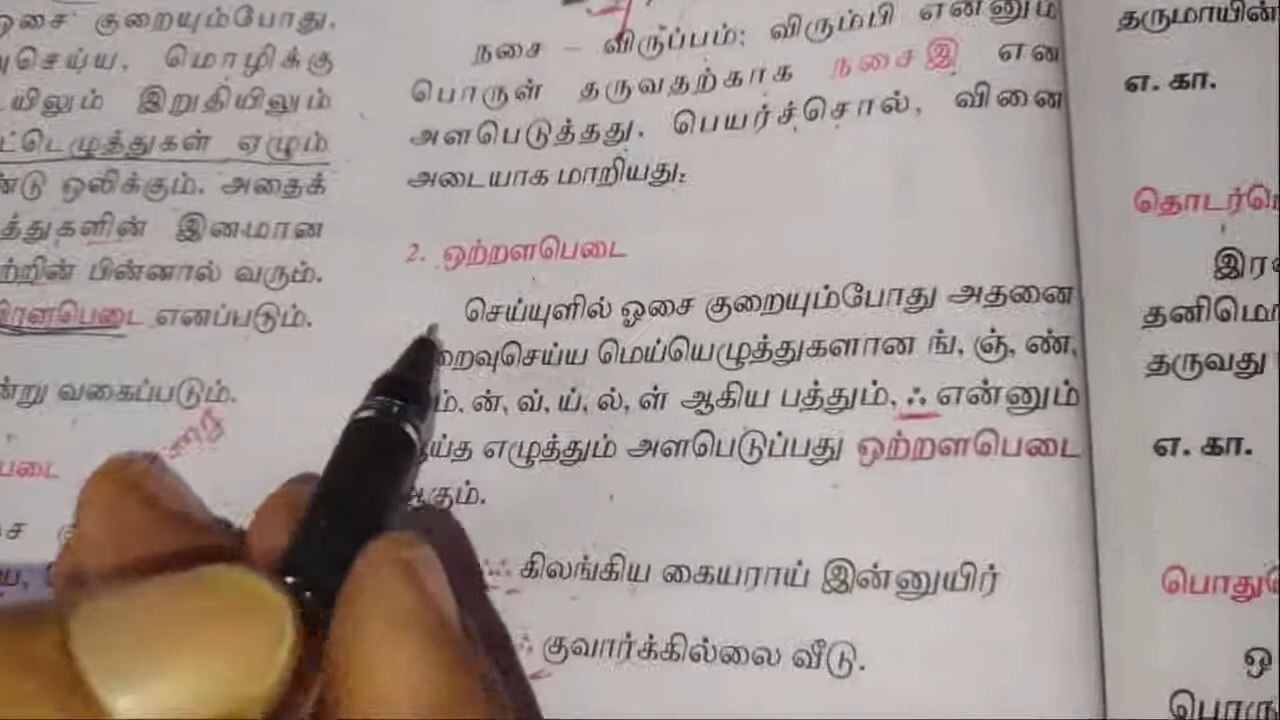 ஓசை குறையும்போது,
செய்ய, மொழிக்கு
யிலும் இறுதியிலும்
ட்டெழுத்துகள் ஏழும்
ஒலிக்கும். அதைக்
த்துகளின் இனமான
ற்றின் பின்னால் வரும்.
ரளபெடை எனப்படும்.
ன்று வகைப்படும்.
நசை – விருப்பம்; விரும்பி என்னும்
பொருள் தருவதற்காக நசைஇ என
அளபெடுத்தது. பெயர்ச்சொல், வினை
அடையாக மாறியது.
2. ஒற்றளபெடை
செய்யுளில் ஓசை குறையும்போது அதனை
றைவுசெய்ய மெய்யெழுத்துகளான ங், ஞ், ண்,
ம், ன், வ், ய், ல், ள் ஆகிய பத்தும், ஃ என்னும்
ய்த எழுத்தும் அளபெடுப்பது ஒற்றளபெடை
ஆகும்.
கிலங்கிய கையராய் இன்னுயிர்
குவார்க்கில்லை வீடு.
தருமாயின்
எ. கா.
தொடர்மொ
இர
தனிமொ
தருவது
எ. கா.
பொது
ஒ
பொரு